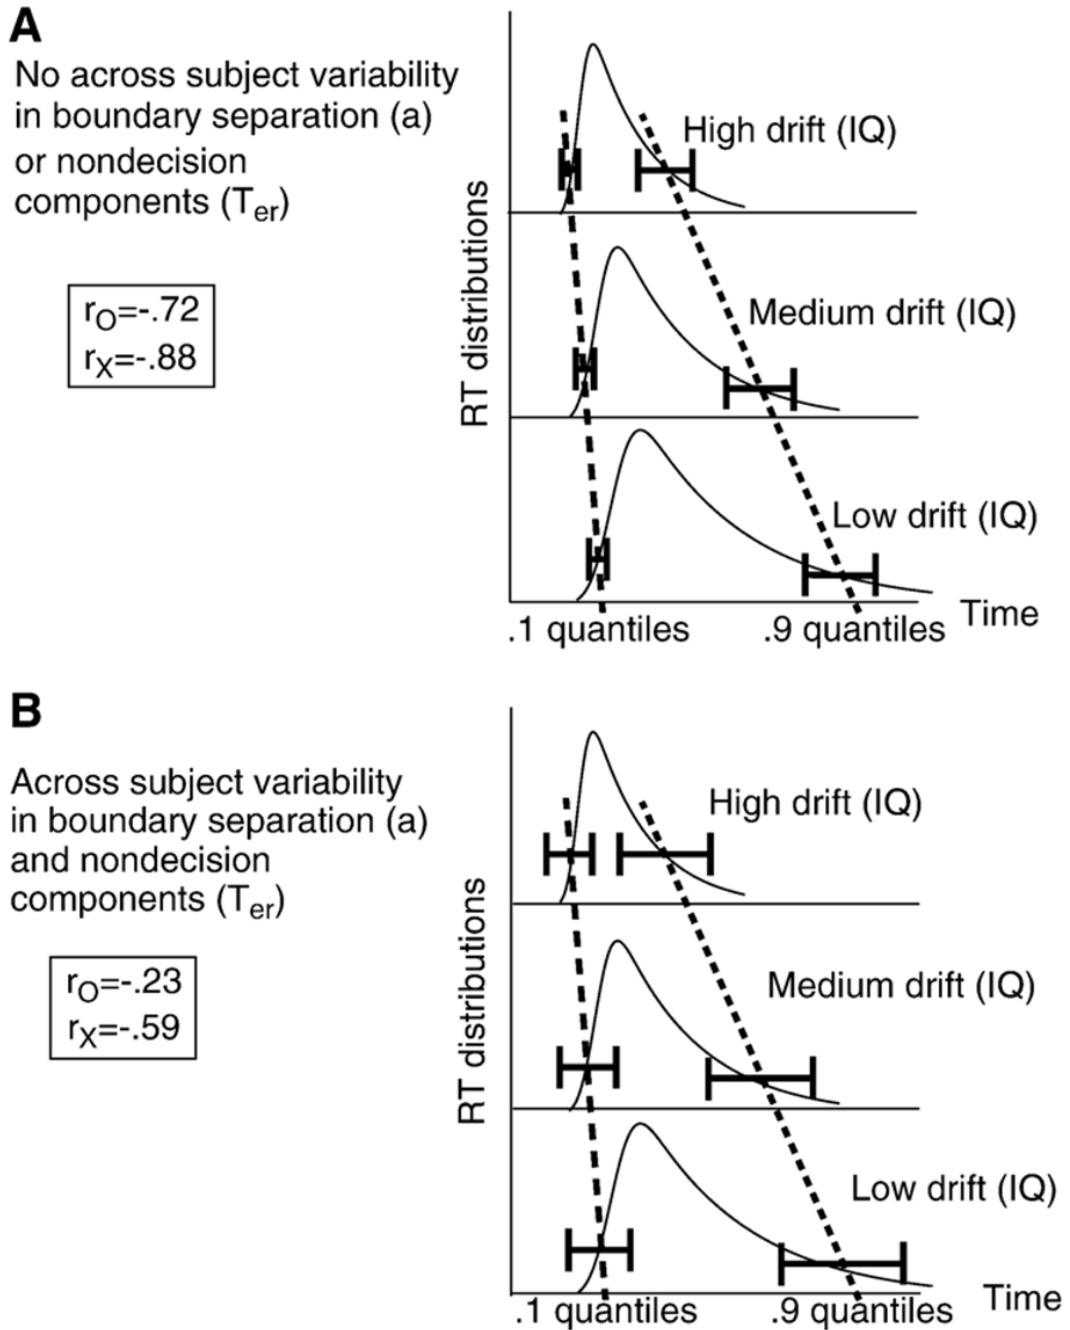 A
No across subject variability
in boundary separation (a)
or nondecision
components (Ter)
rO=-.72
rX=-.88
RT distributions
High drift (IQ)
Medium drift (IQ)
Low drift (IQ)
Time
.1 quantiles
.9 quantiles
B
Across subject variability
in boundary separation (a)
and nondecision
components (Ter)
rO=-.23
rX=-.59
RT distributions
High drift (IQ)
Medium drift (IQ)
Low drift (IQ)
Time
.1 quantiles
.9 quantiles